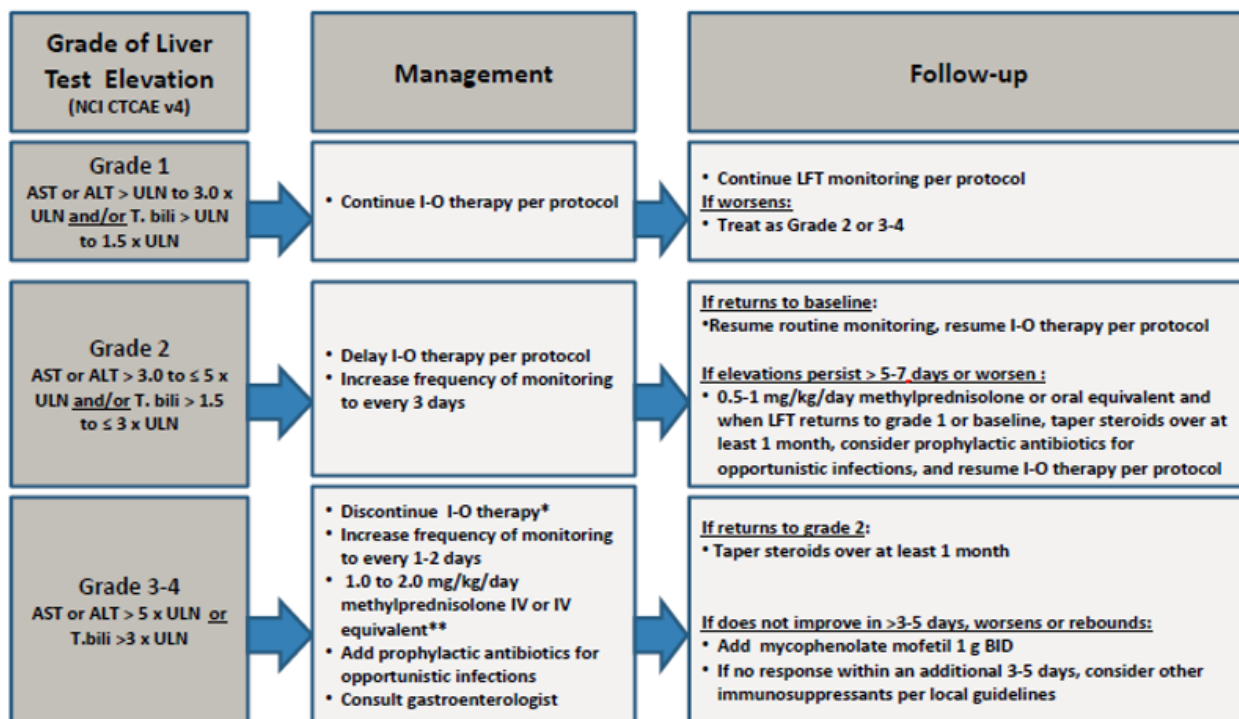 Grade of Liver
Test Elevation
(NCI CTCAE v4)
Management
Follow-up
Grade 1
AST or ALT > ULN to 3.0 x
ULN and/or T. bili > ULN
to 1.5 x ULN
• Continue I-O therapy per protocol
• Continue LFT monitoring per protocol
If worsens:
• Treat as Grade 2 or 3-4
Grade 2
AST or ALT > 3.0 to ≤ 5 x
ULN and/or T. bili > 1.5
to ≤ 3 x ULN
• Delay I-O therapy per protocol
• Increase frequency of monitoring
to every 3 days
If returns to baseline:
•Resume routine monitoring, resume I-O therapy per protocol
If elevations persist > 5-7 days or worsen :
• 0.5-1 mg/kg/day methylprednisolone or oral equivalent and
when LFT returns to grade 1 or baseline, taper steroids over at
least 1 month, consider prophylactic antibiotics for
opportunistic infections, and resume I-O therapy per protocol
Grade 3-4
AST or ALT > 5 x ULN or
T.bili >3 x ULN
• Discontinue I-O therapy*
• Increase frequency of monitoring
to every 1-2 days
• 1.0 to 2.0 mg/kg/day
methylprednisolone IV or IV
equivalent**
• Add prophylactic antibiotics for
opportunistic infections
• Consult gastroenterologist
If returns to grade 2:
• Taper steroids over at least 1 month
If does not improve in >3-5 days, worsens or rebounds:
• Add mycophenolate mofetil 1 g BID
• If no response within an additional 3-5 days, consider other
immunosuppressants per local guidelines